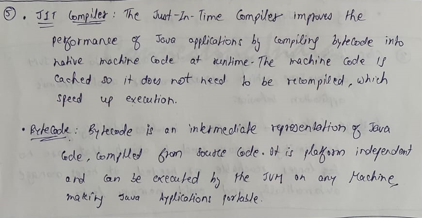 ⑤ • JIT Compiler : The Just-In-Time Compiler improves the
performance of Java applications by compiling bytecode into
native machine code at runtime. The machine code is
cached so it does not need to be recompiled, which
speed up execution.
• ByteCode : Bytecode is an intermediate representation of Java
Code, compiled from source code. It is platform independent
and can be executed by the JVM on any Machine,
making Java Applications portable.